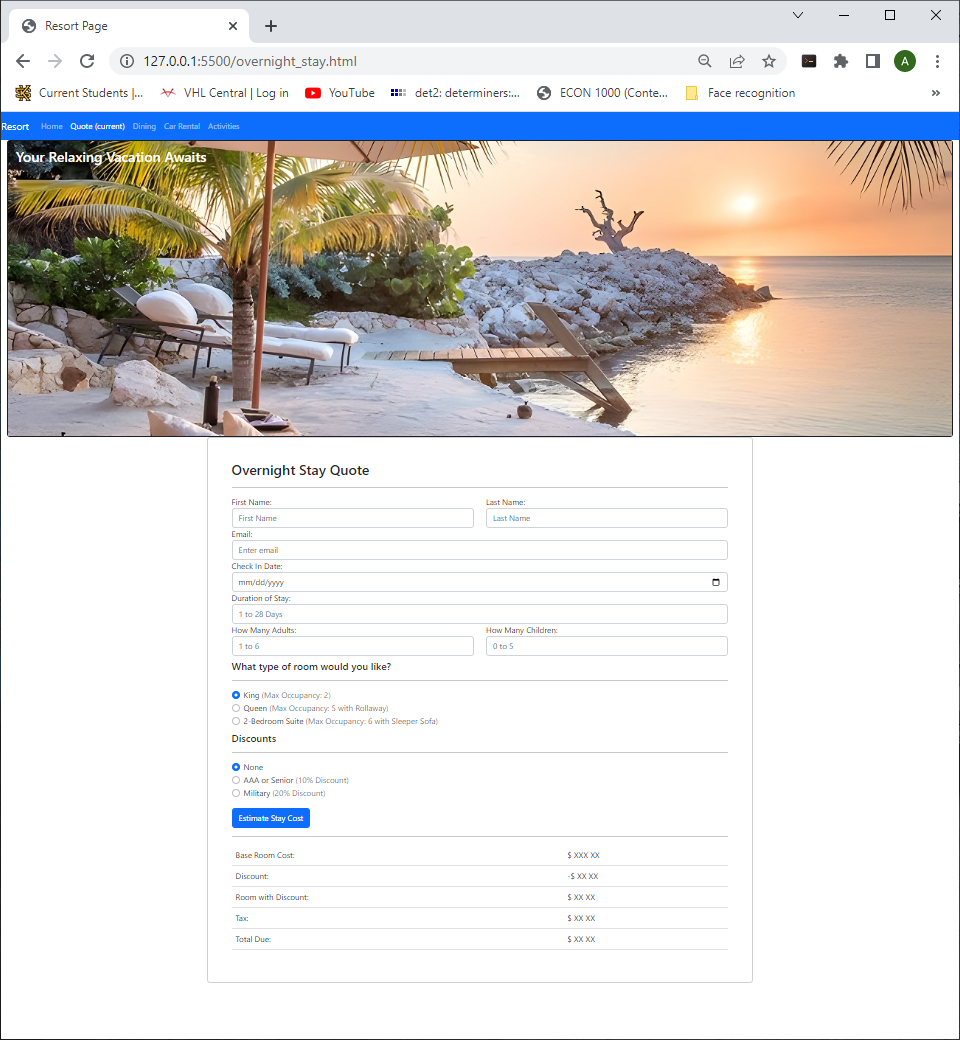 Resort Page
127.0.0.1:5500/overnight_stay.html
A
Current Students |... VHL Central | Log in YouTube det2: determiners:... ECON 1000 (Conte... Face recognition »
Resort Home Quote (current) Dining Car Rental Activities
Your Relaxing Vacation Awaits
Overnight Stay Quote
First Name: Last Name:
First Name Last Name
Email:
Enter email
Check In Date:
mm/dd/yyyy
Duration of Stay:
1 to 28 Days
How Many Adults: How Many Children:
1 to 6 0 to 5
What type of room would you like?
King (Max Occupancy: 2)
Queen (Max Occupancy: 5 with Rollaway)
2-Bedroom Suite (Max Occupancy: 6 with Sleeper Sofa)
Discounts
None
AAA or Senior (10% Discount)
Military (20% Discount)
Estimate Stay Cost
Base Room Cost: $ XXX XX
Discount: -$ XX XX
Room with Discount: $ XX XX
Tax: $ XX XX
Total Due: $ XX XX